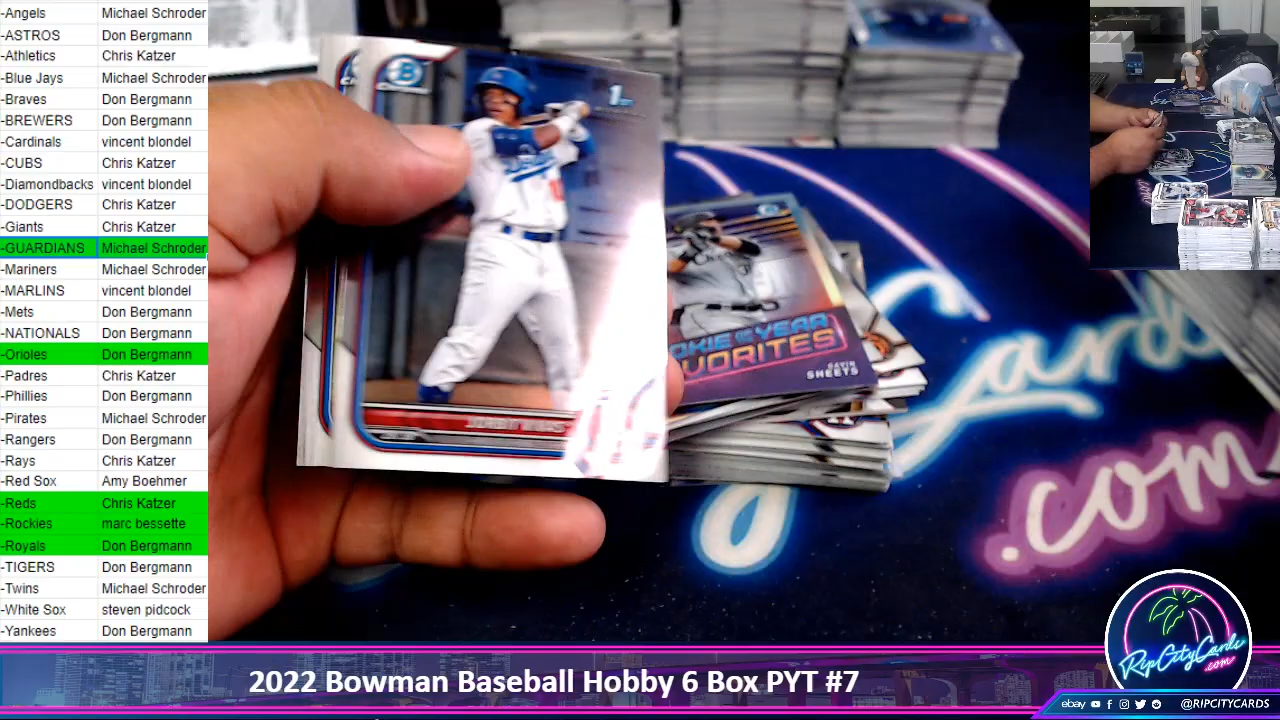 -Angels Michael Schroder
-ASTROS Don Bergmann
-Athletics Chris Katzer
-Blue Jays Michael Schroder
-Braves Don Bergmann
-BREWERS Don Bergmann
-Cardinals vincent blondel
-CUBS Chris Katzer
-Diamondbacks vincent blondel
-DODGERS Chris Katzer
-Giants Chris Katzer
-GUARDIANS Michael Schroder
-Mariners Michael Schroder
-MARLINS vincent blondel
-Mets Don Bergmann
-NATIONALS Don Bergmann
-Orioles Don Bergmann
-Padres Chris Katzer
-Phillies Don Bergmann
-Pirates Michael Schroder
-Rangers Don Bergmann
-Rays Chris Katzer
-Red Sox Amy Boehmer
-Reds Chris Katzer
-Rockies marc bessette
-Royals Don Bergmann
-TIGERS Don Bergmann
-Twins Michael Schroder
-White Sox steven pidcock
-Yankees Don Bergmann
B
1st
YEAR
GAVIN
SHEETS
.com
RipCityCards
.com
2022 Bowman Baseball Hobby 6 Box PYT #7
ebay @RIPCITYCARDS